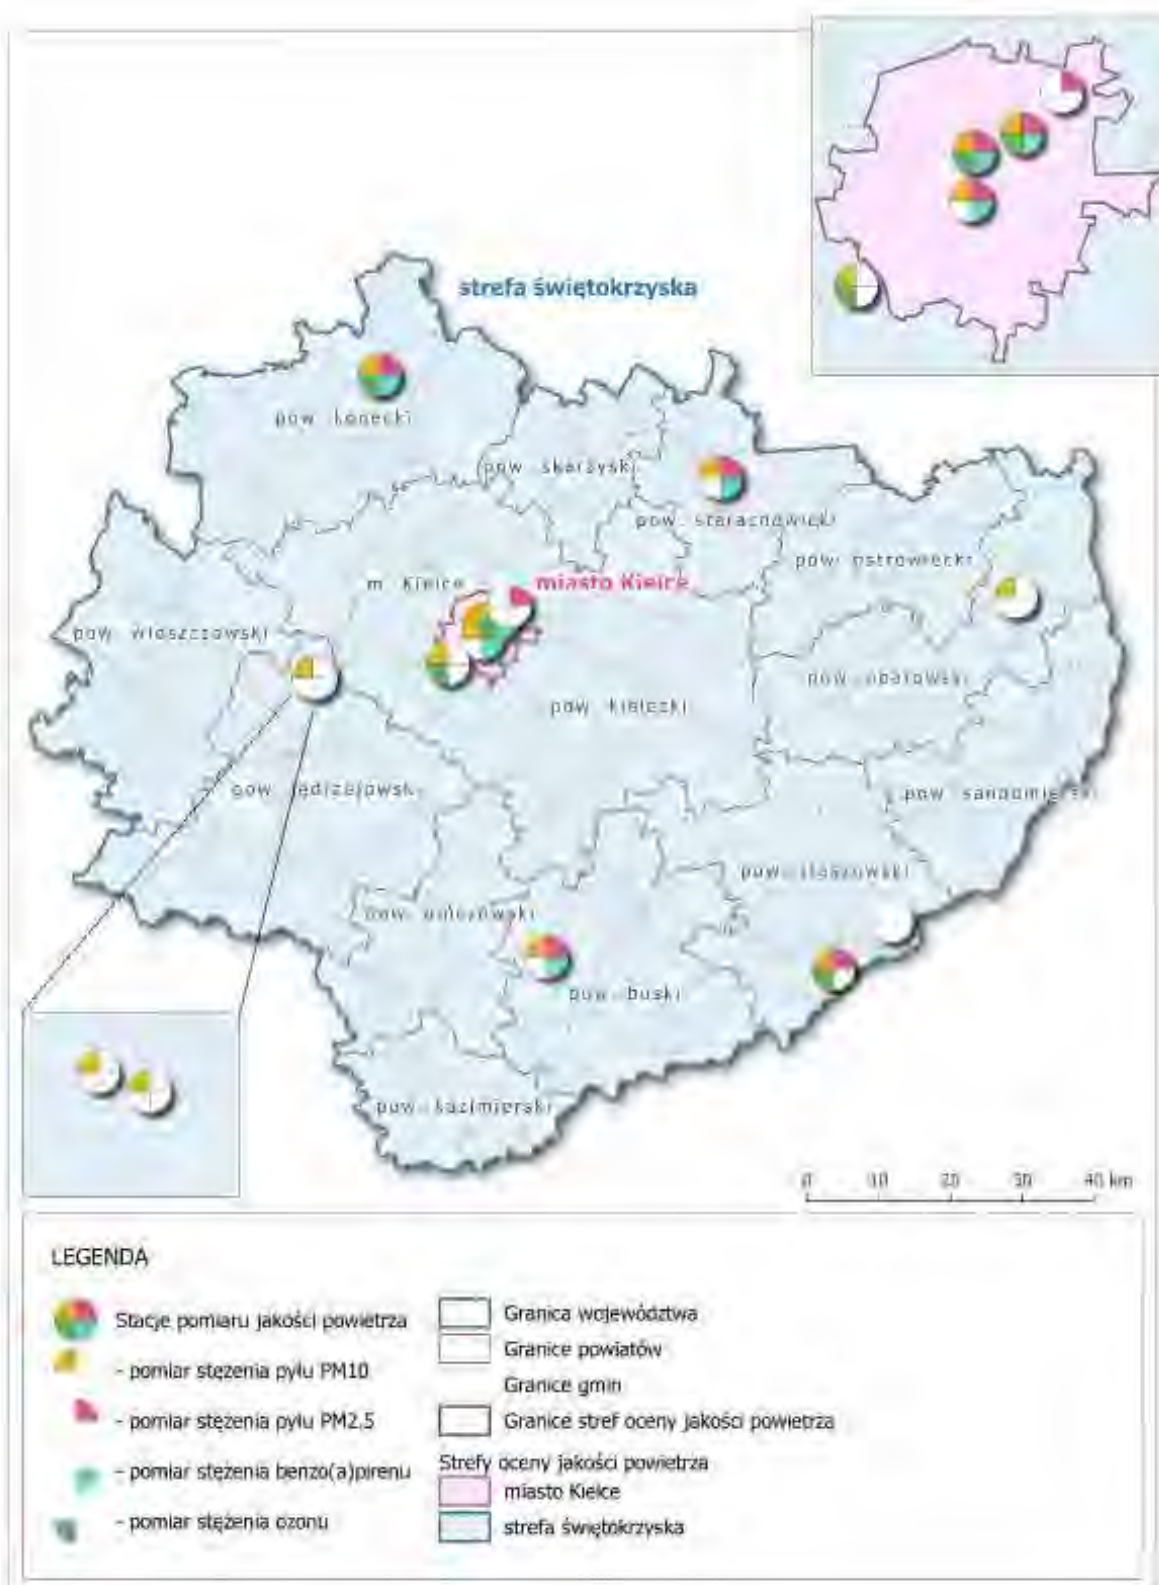 strefa świętokrzyska
pow. konecki
pow. skarżyski
pow. starachowicki
pow. ostrowiecki
m. Kielce
miasto Kielce
pow. włoszczowski
pow. opatowski
pow. kielecki
pow. jędrzejowski
pow. sandomierski
pow. staszowski
pow. pińczowski
pow. buski
pow. kazimierski
0 10 20 30 40 km
LEGENDA
Stacje pomiaru jakości powietrza
- pomiar stężenia pyłu PM10
- pomiar stężenia pyłu PM2.5
- pomiar stężenia benzo(a)pirenu
- pomiar stężenia ozonu
Granica województwa
Granice powiatów
Granice gmin
Granice stref oceny jakości powietrza
Strefy oceny jakości powietrza
miasto Kielce
strefa świętokrzyska